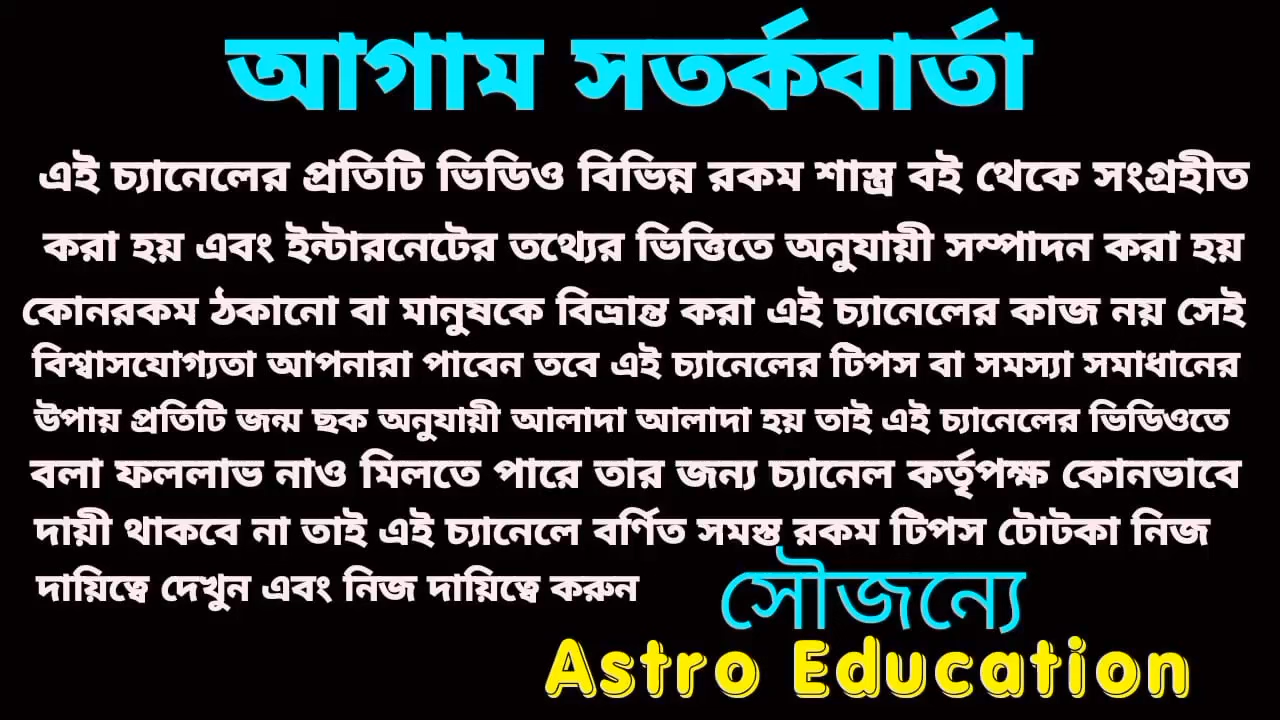 আগাম সতর্কবার্তা
এই চ্যানেলের প্রতিটি ভিডিও বিভিন্ন রকম শাস্ত্র বই থেকে সংগ্রহীত
করা হয় এবং ইন্টারনেটের তথ্যের ভিত্তিতে অনুযায়ী সম্পাদন করা হয়
কোনরকম ঠকানো বা মানুষকে বিভ্রান্ত করা এই চ্যানেলের কাজ নয় সেই
বিশ্বাসযোগ্যতা আপনারা পাবেন তবে এই চ্যানেলের টিপস বা সমস্যা সমাধানের
উপায় প্রতিটি জন্ম ছক অনুযায়ী আলাদা আলাদা হয় তাই এই চ্যানেলের ভিডিওতে
বলা ফললাভ নাও মিলতে পারে তার জন্য চ্যানেল কর্তৃপক্ষ কোনভাবে
দায়ী থাকবে না তাই এই চ্যানেলে বর্ণিত সমস্ত রকম টিপস টোটকা নিজ
দায়িত্বে দেখুন এবং নিজ দায়িত্বে করুন
সৌজন্যে
Astro Education